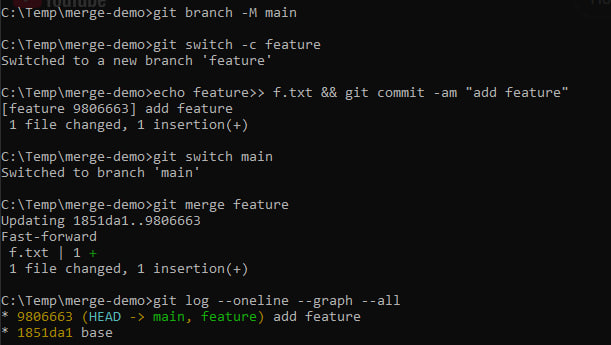 C:\Temp\merge-demo>git branch -M main
C:\Temp\merge-demo>git switch -c feature
Switched to a new branch 'feature'
C:\Temp\merge-demo>echo feature>> f.txt && git commit -am "add feature"
[feature 9806663] add feature
 1 file changed, 1 insertion(+)
C:\Temp\merge-demo>git switch main
Switched to branch 'main'
C:\Temp\merge-demo>git merge feature
Updating 1851da1..9806663
Fast-forward
 f.txt | 1 +
 1 file changed, 1 insertion(+)
C:\Temp\merge-demo>git log --oneline --graph --all
* 9806663 (HEAD -> main, feature) add feature
* 1851da1 base